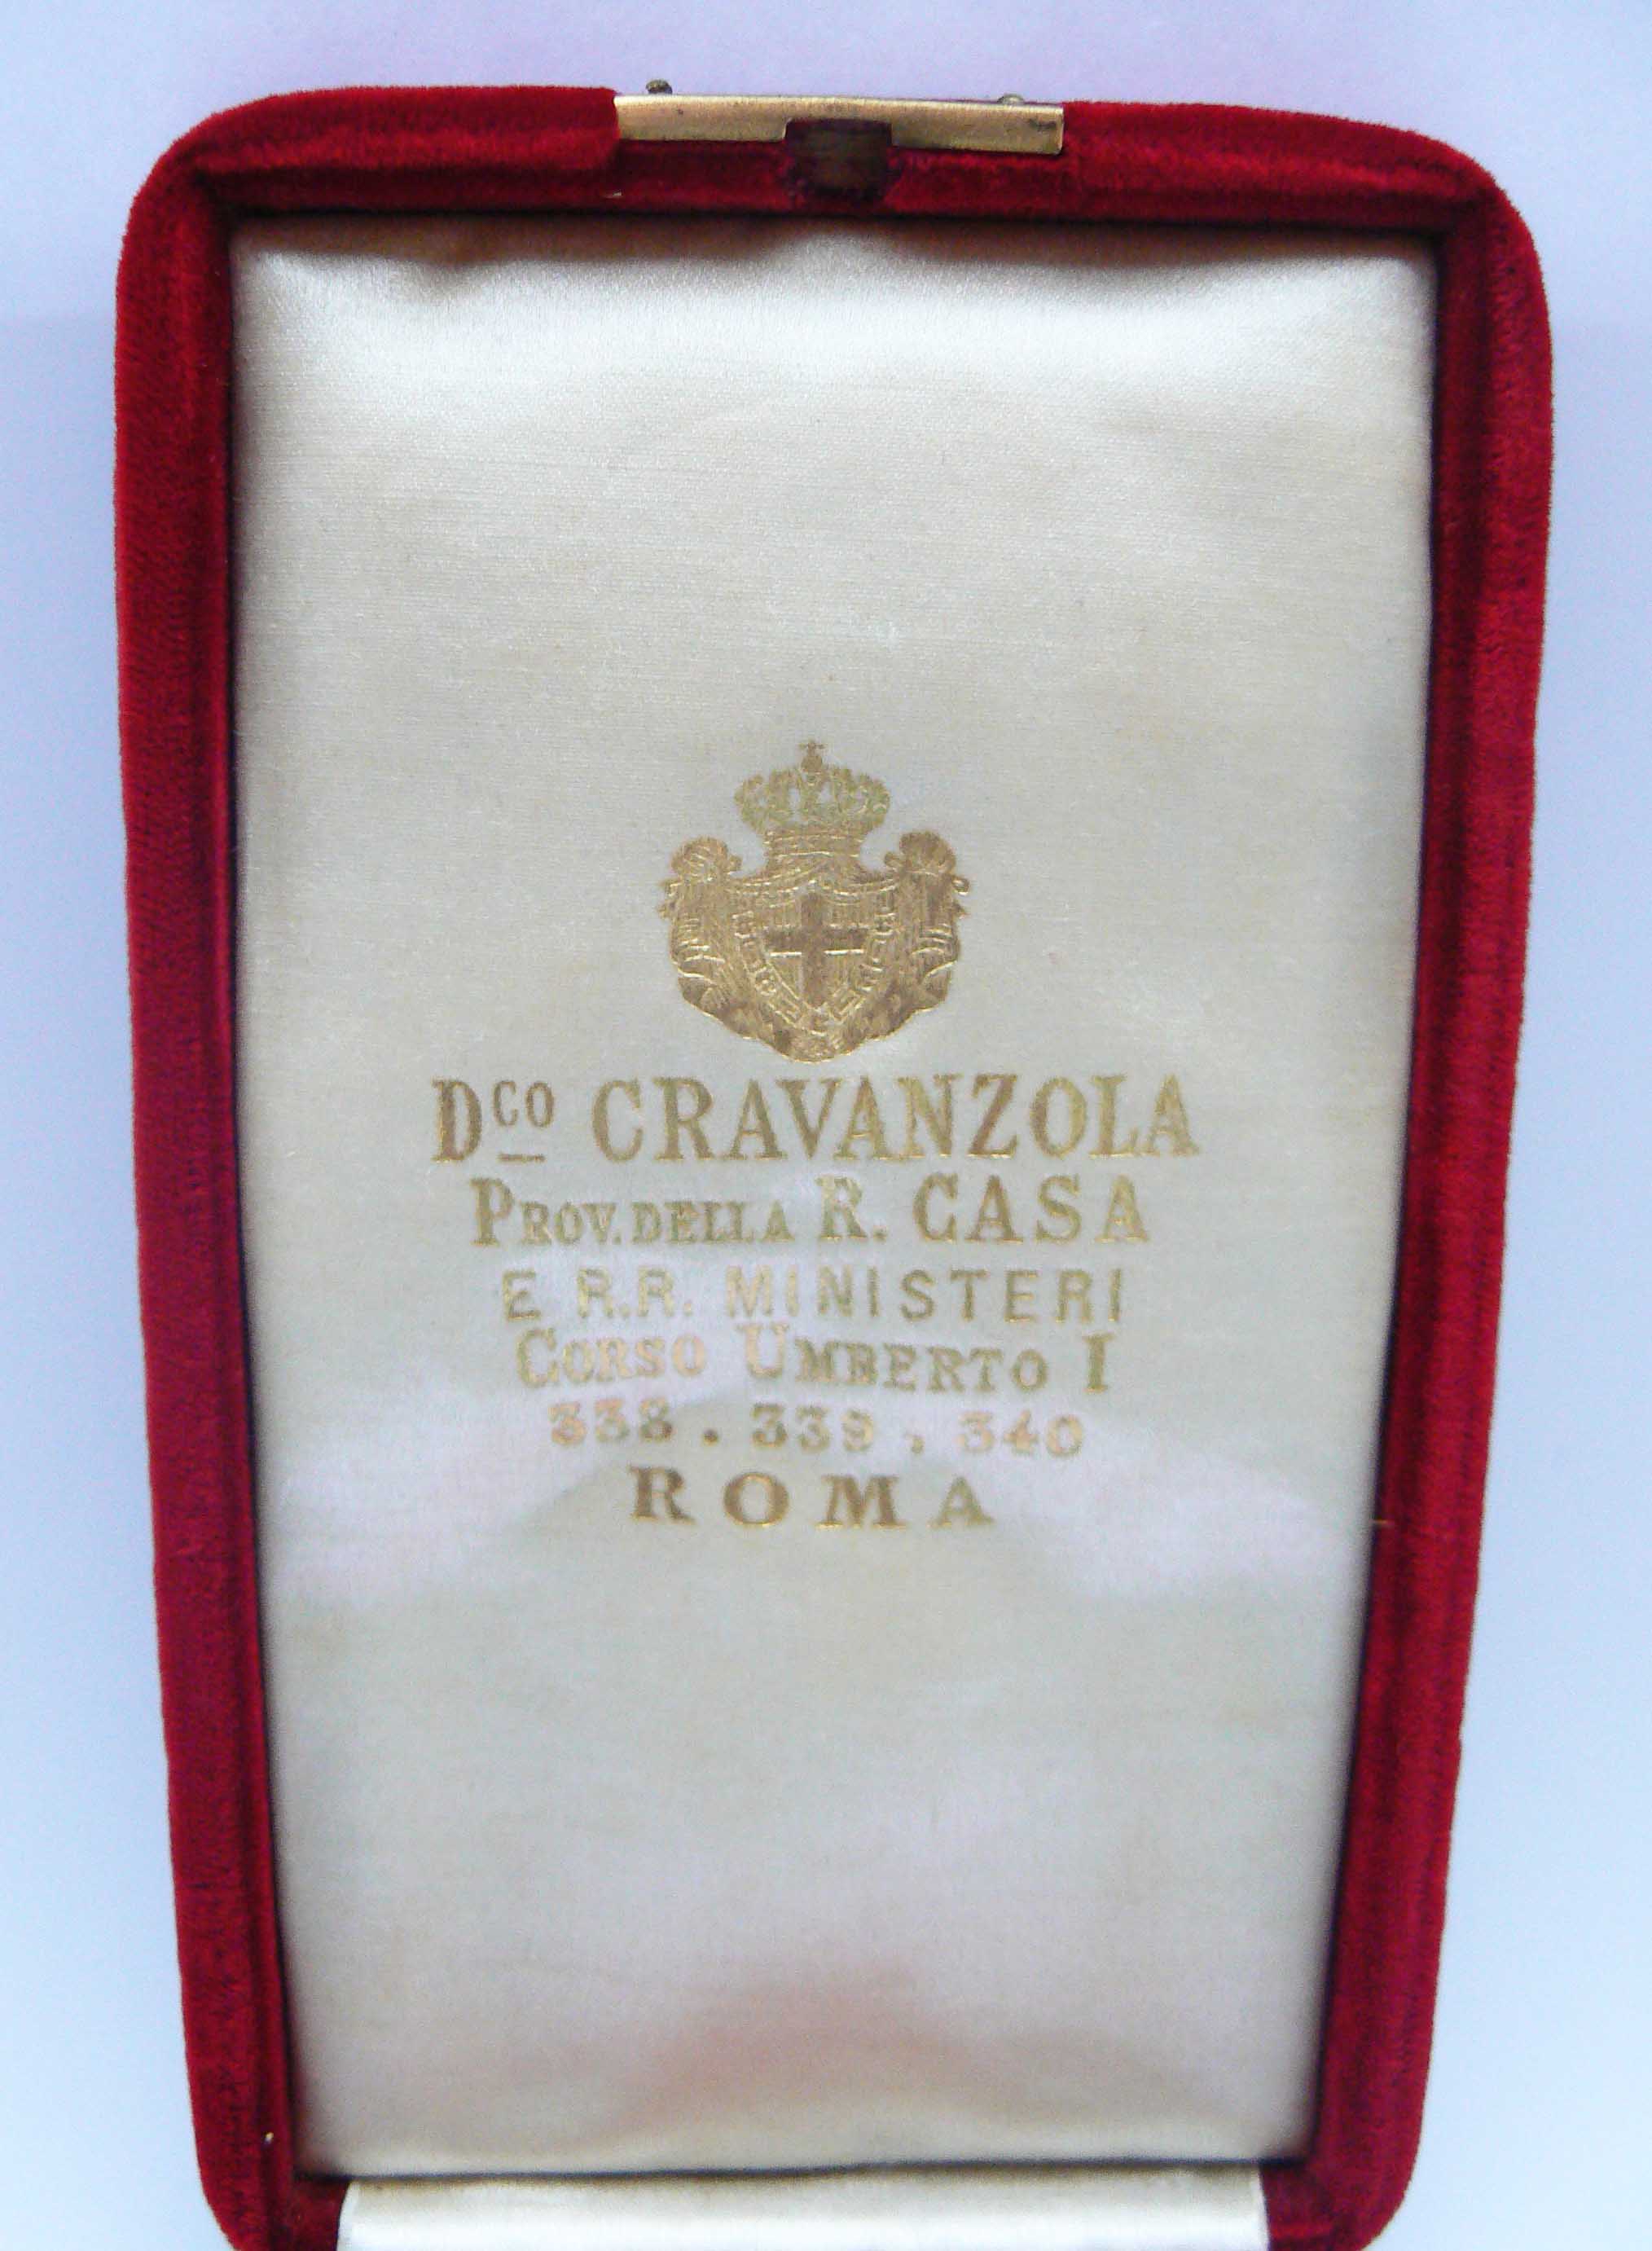 Dco CRAVANZOLA
PROV. DELLA R. CASA
E R.R. MINISTERI
CORSO UMBERTO I
338 . 339 . 340
ROMA